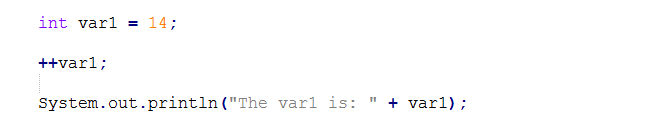 int var1 = 14;
++var1;
System.out.println("The var1 is: " + var1);